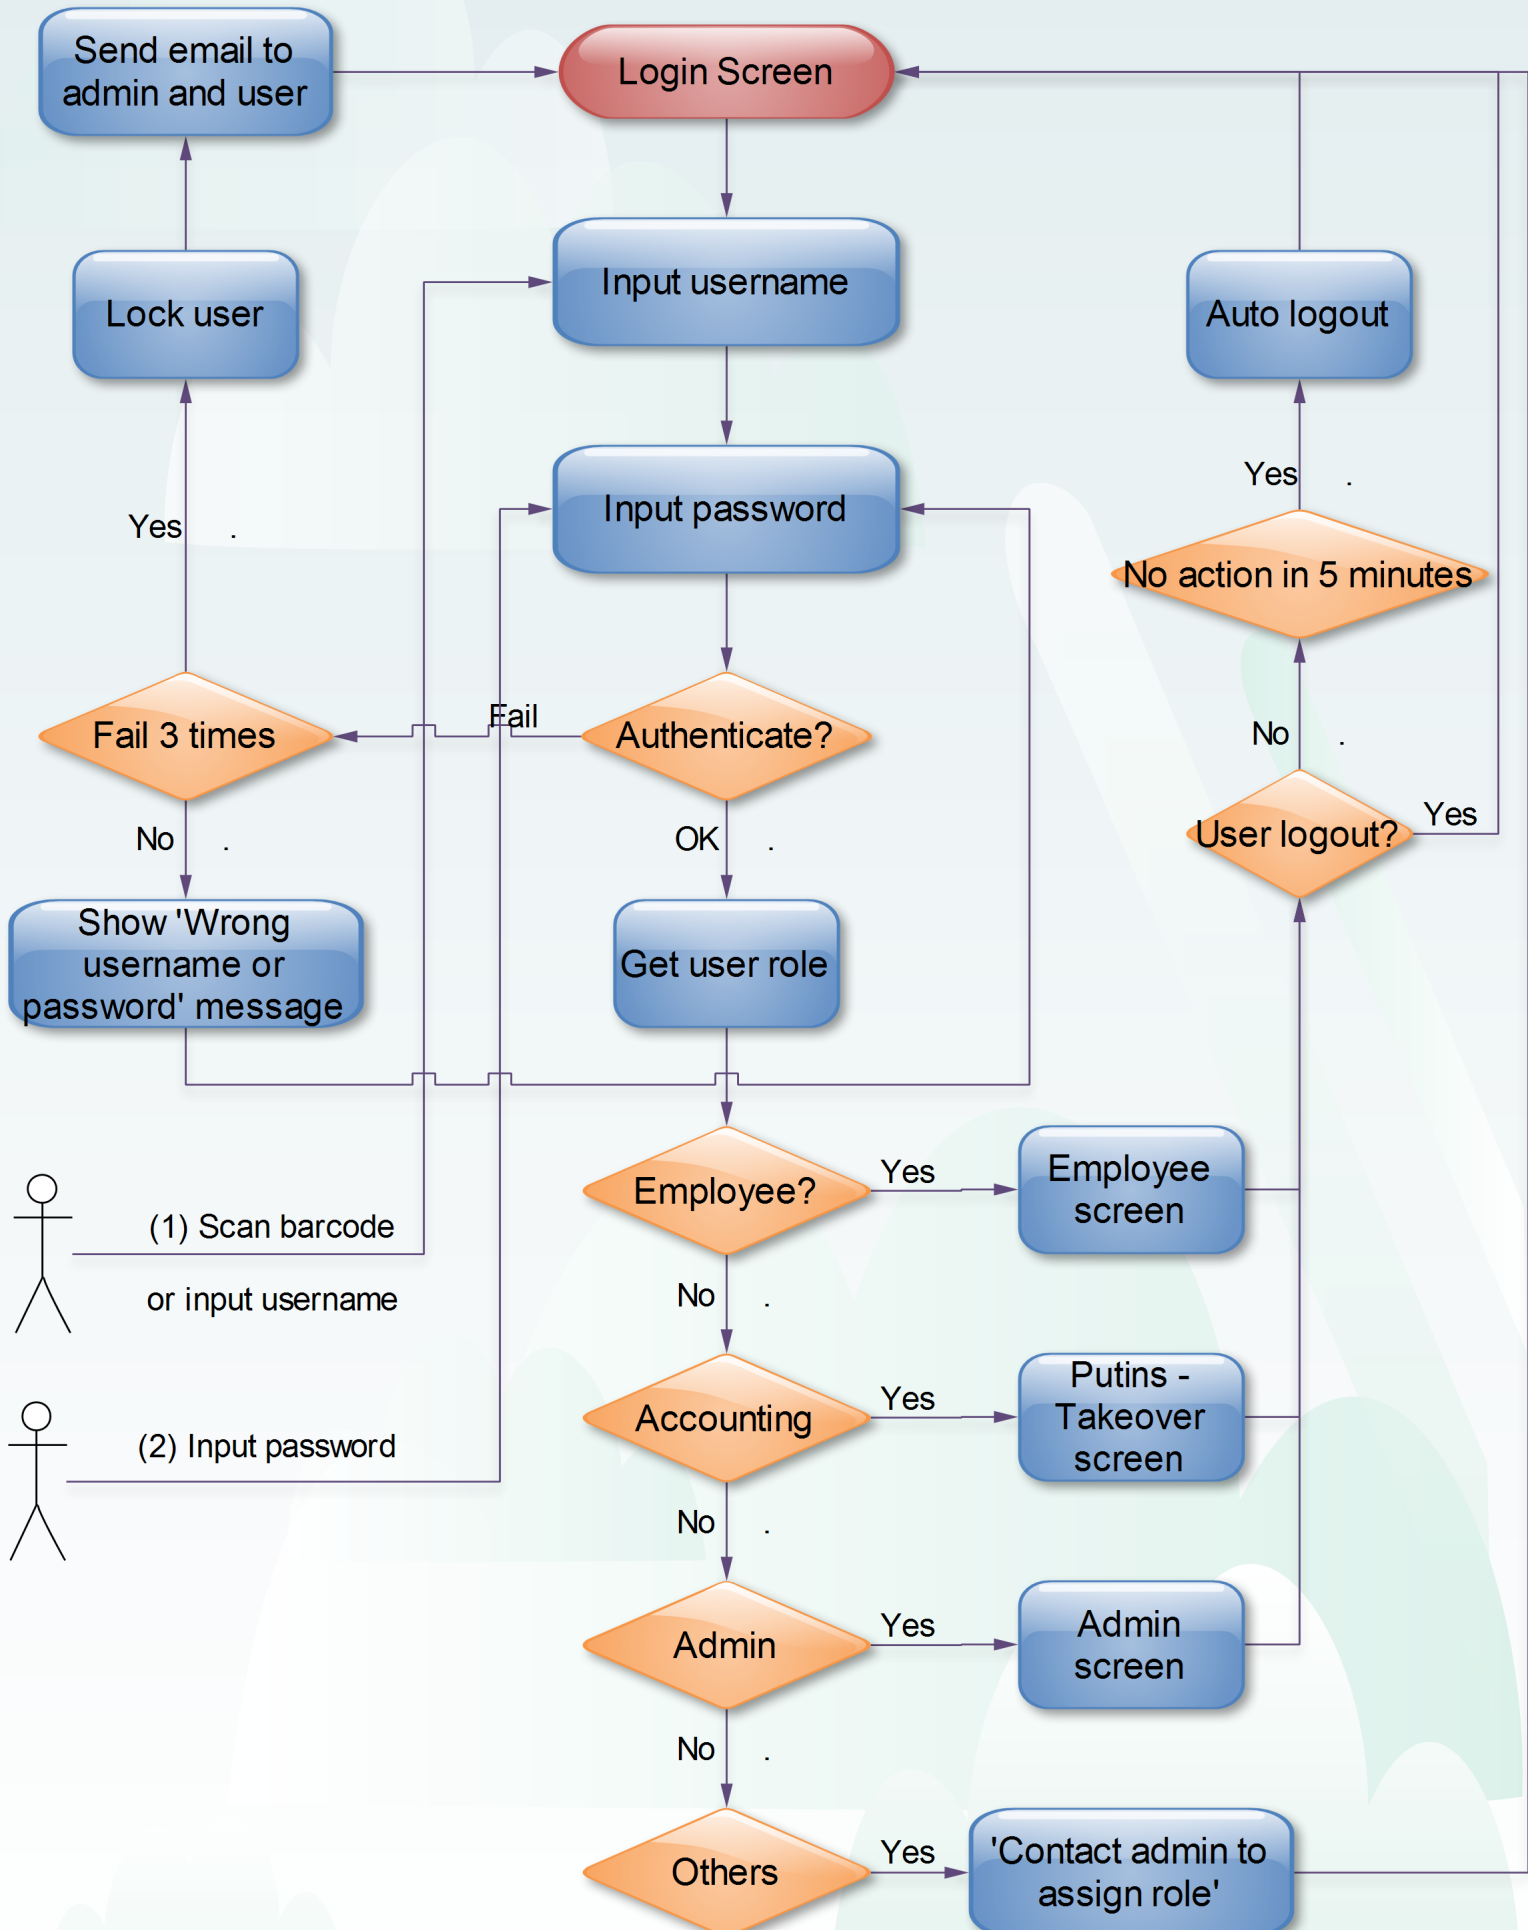 Send email to
admin and user
Login Screen
Input username
Lock user
Auto logout
Input password
Yes .
Yes .
No action in 5 minutes
Fail 3 times
Fail
Authenticate?
No .
User logout?
Yes
No .
OK .
Show 'Wrong
username or
password' message
Get user role
Employee?
Yes
Employee
screen
(1) Scan barcode
or input username
No .
Accounting
Yes
Putins -
Takeover
screen
(2) Input password
No .
Admin
Yes
Admin
screen
No .
Others
Yes
'Contact admin to
assign role'